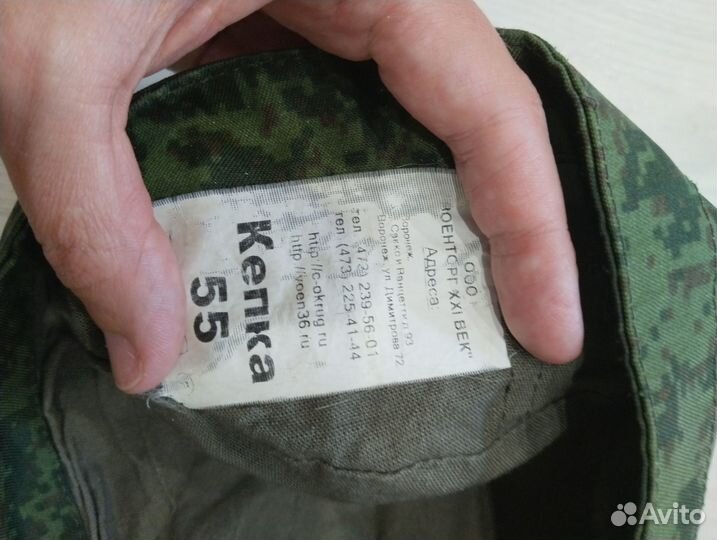 ООО
"ВОЕНТОРГ XXI ВЕК"
Адреса:
Воронеж,
Сакко и Ванцетти д 93
Воронеж, ул Димитрова 72
тел. (473) 239-56-01
тел. (473) 225-41-44
http://c-okrug.ru
http://voen36.ru
Кепка
55
Avito